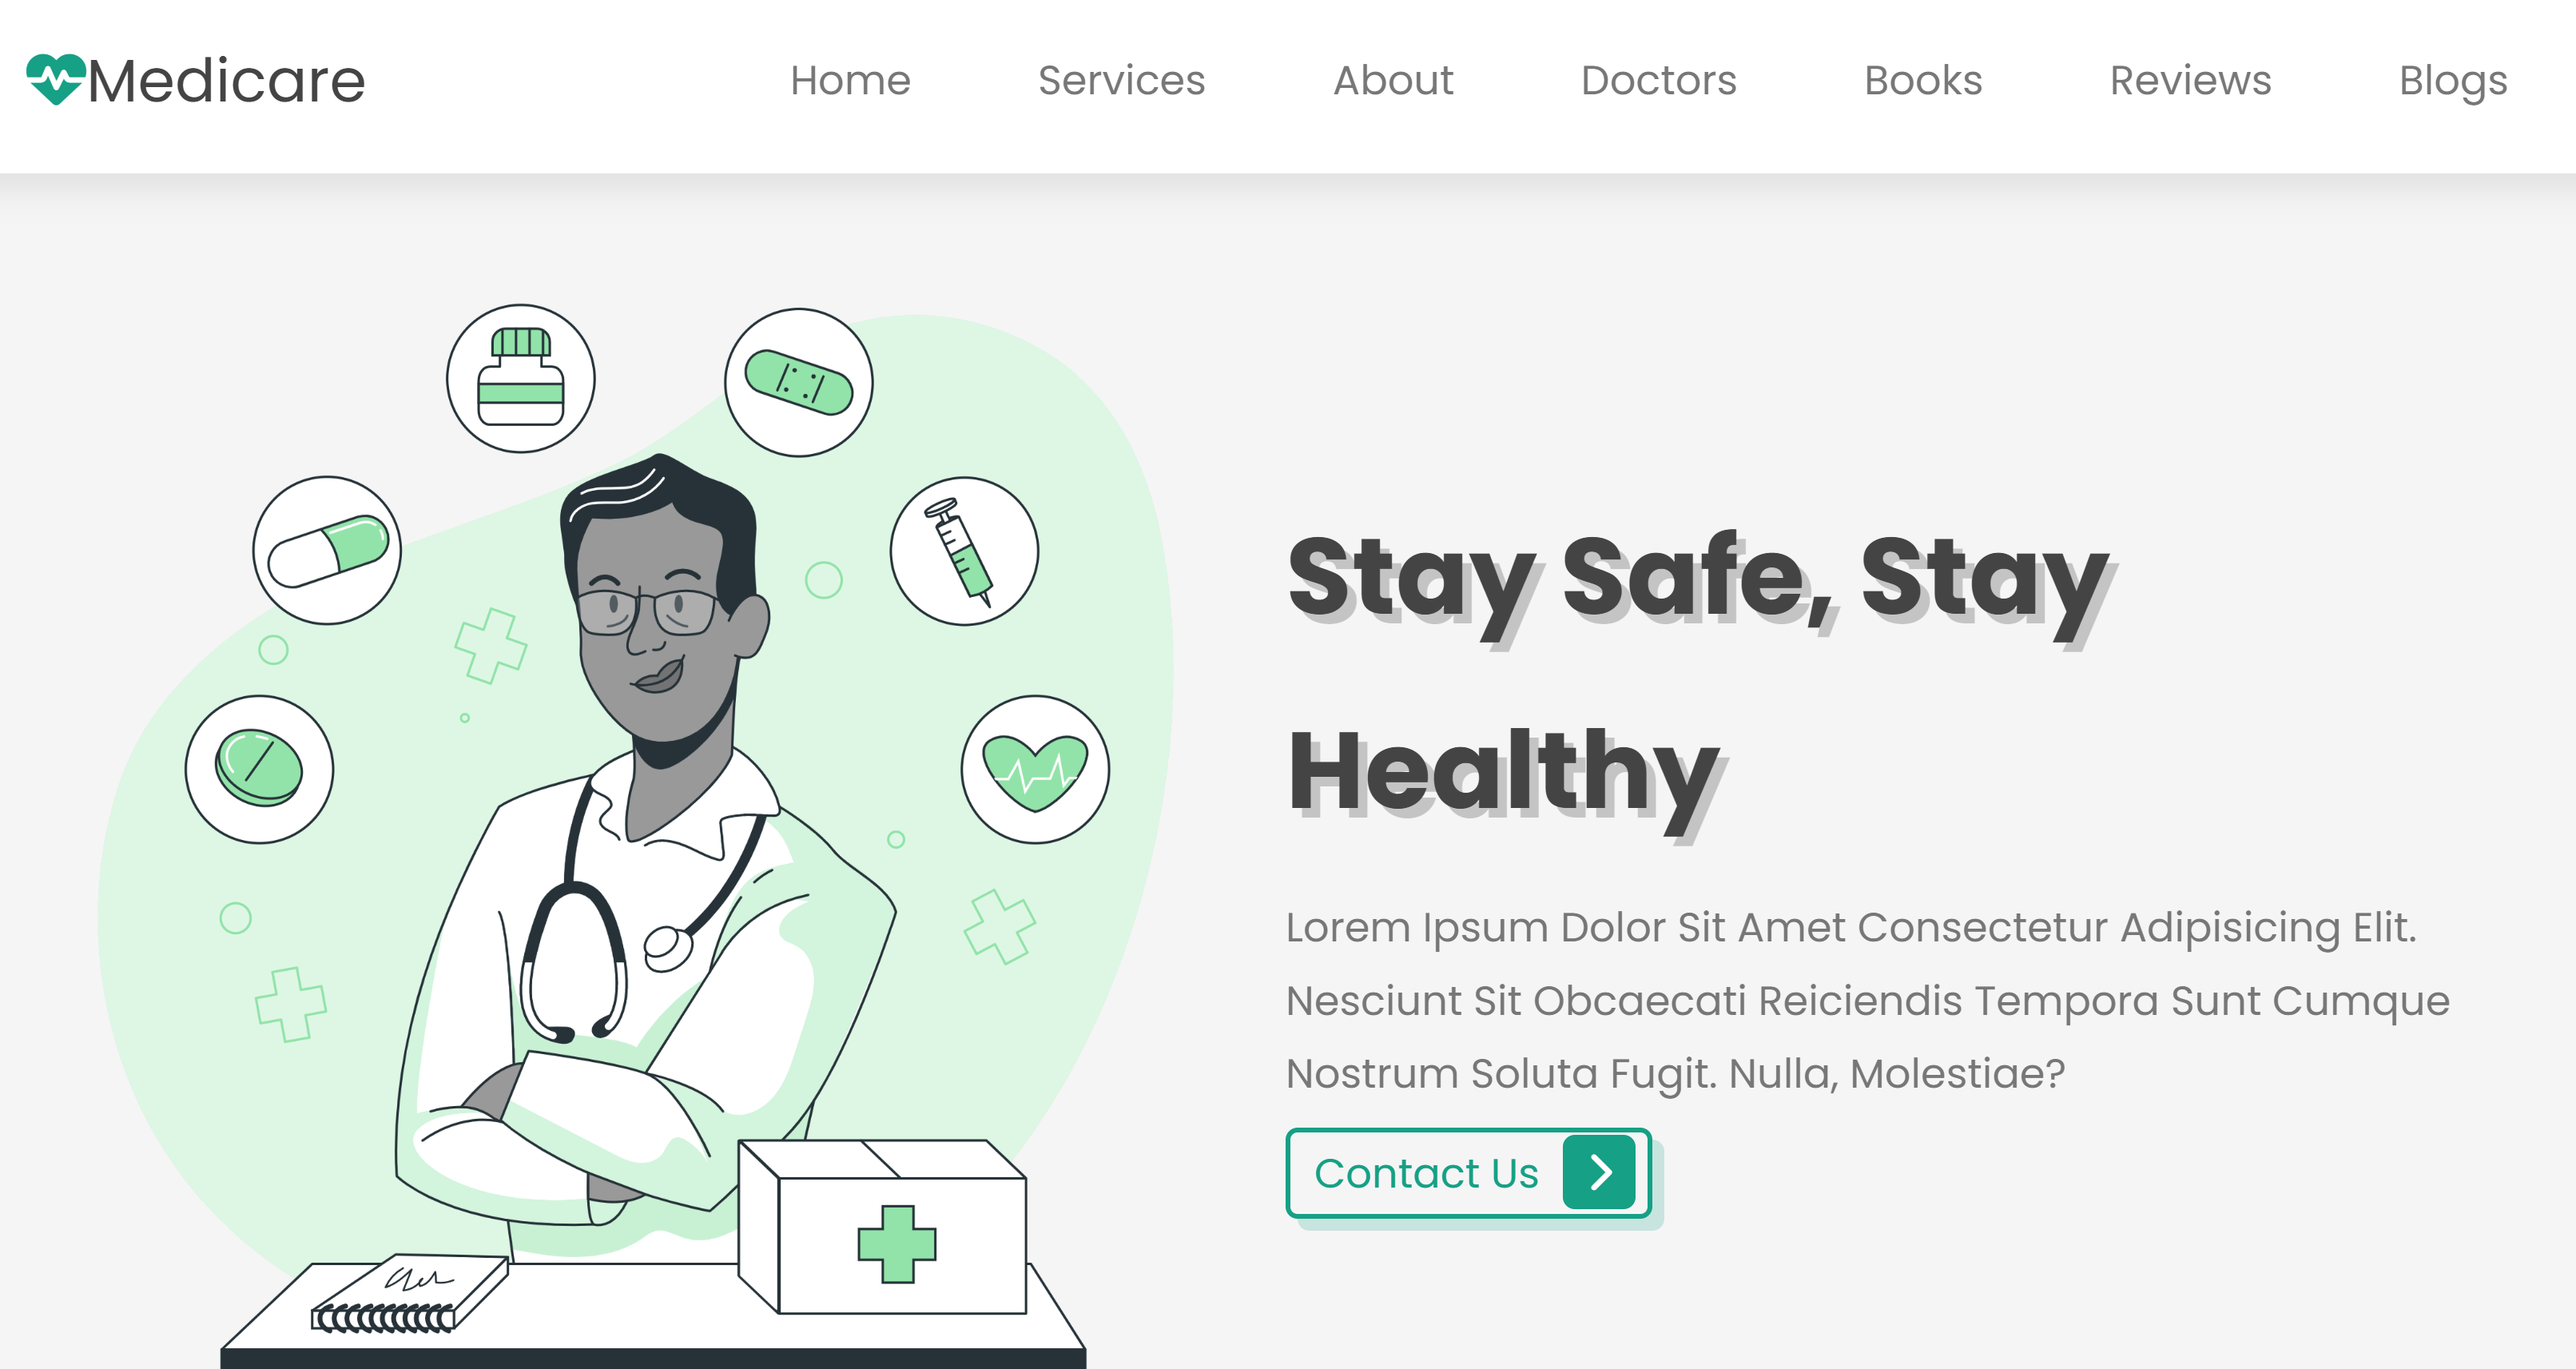 Medicare
Home Services About Doctors Books Reviews Blogs
Stay Safe, Stay
Healthy
Lorem Ipsum Dolor Sit Amet Consectetur Adipisicing Elit.
Nesciunt Sit Obcaecati Reiciendis Tempora Sunt Cumque
Nostrum Soluta Fugit. Nulla, Molestiae?
Contact Us